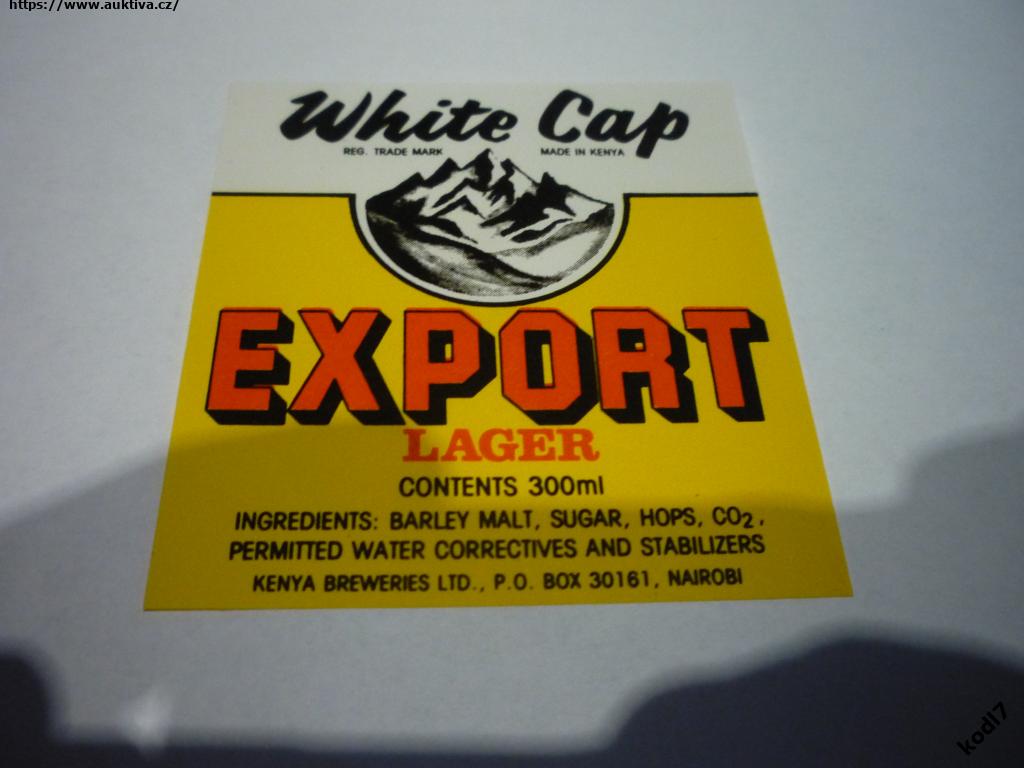 https://www.auktiva.cz/
White Cap
REG. TRADE MARK MADE IN KENYA
EXPORT
LAGER
CONTENTS 300ml
INGREDIENTS: BARLEY MALT, SUGAR, HOPS, CO2,
PERMITTED WATER CORRECTIVES AND STABILIZERS
KENYA BREWERIES LTD., P.O. BOX 30161, NAIROBI
kodl7